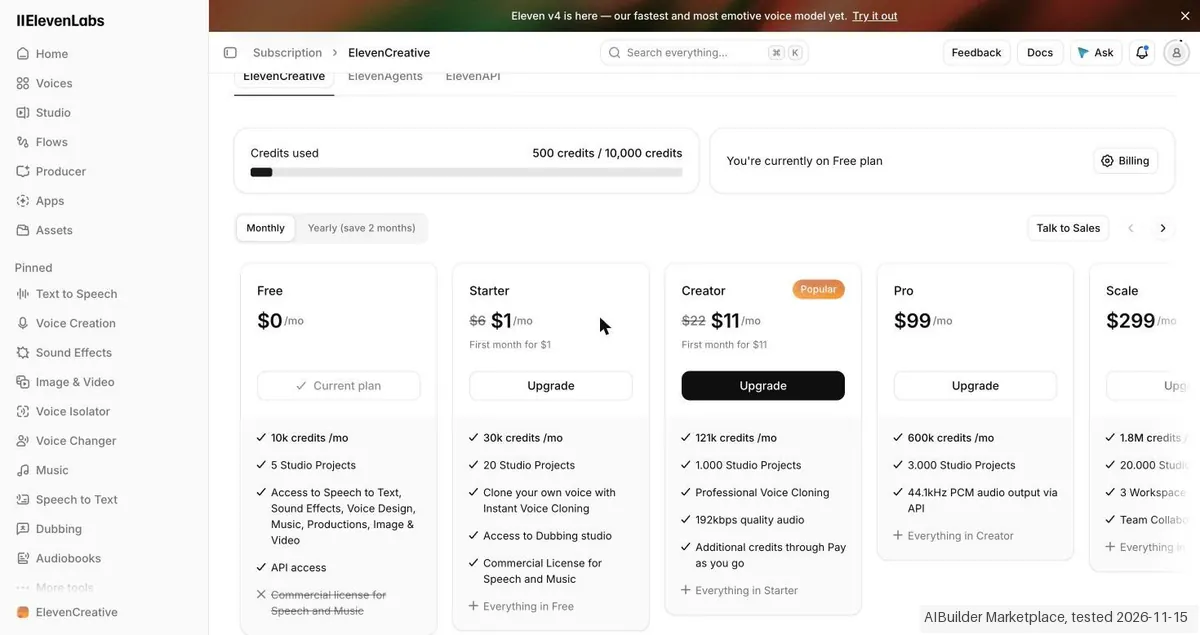 IIElevenLabs
Eleven v4 is here — our fastest and most emotive voice model yet. Try it out
Home
Voices
Studio
Flows
Producer
Apps
Assets
Pinned
Text to Speech
Voice Creation
Sound Effects
Image & Video
Voice Isolator
Voice Changer
Music
Speech to Text
Dubbing
Audiobooks
More tools
ElevenCreative
Subscription > ElevenCreative
Search everything... ⌘ K
Feedback
Docs
Ask
ElevenCreative ElevenAgents ElevenAPI
Credits used 500 credits / 10,000 credits
You're currently on Free plan
Billing
Monthly Yearly (save 2 months)
Talk to Sales
Free
$0/mo
Current plan
10k credits /mo
5 Studio Projects
Access to Speech to Text,
Sound Effects, Voice Design,
Music, Productions, Image &
Video
API access
Commercial license for
Speech and Music
Starter
$6 $1/mo
First month for $1
Upgrade
30k credits /mo
20 Studio Projects
Clone your own voice with
Instant Voice Cloning
Access to Dubbing studio
Commercial License for
Speech and Music
+ Everything in Free
Creator
Popular
$22 $11/mo
First month for $11
Upgrade
121k credits /mo
1.000 Studio Projects
Professional Voice Cloning
192kbps quality audio
Additional credits through Pay
as you go
+ Everything in Starter
Pro
$99/mo
Upgrade
600k credits /mo
3.000 Studio Projects
44.1kHz PCM audio output via
API
+ Everything in Creator
Scale
$299/mo
1.8M credits
20.000
3 Workspace
Team
+ Everything
AIBuilder Marketplace, tested 2026-11-15